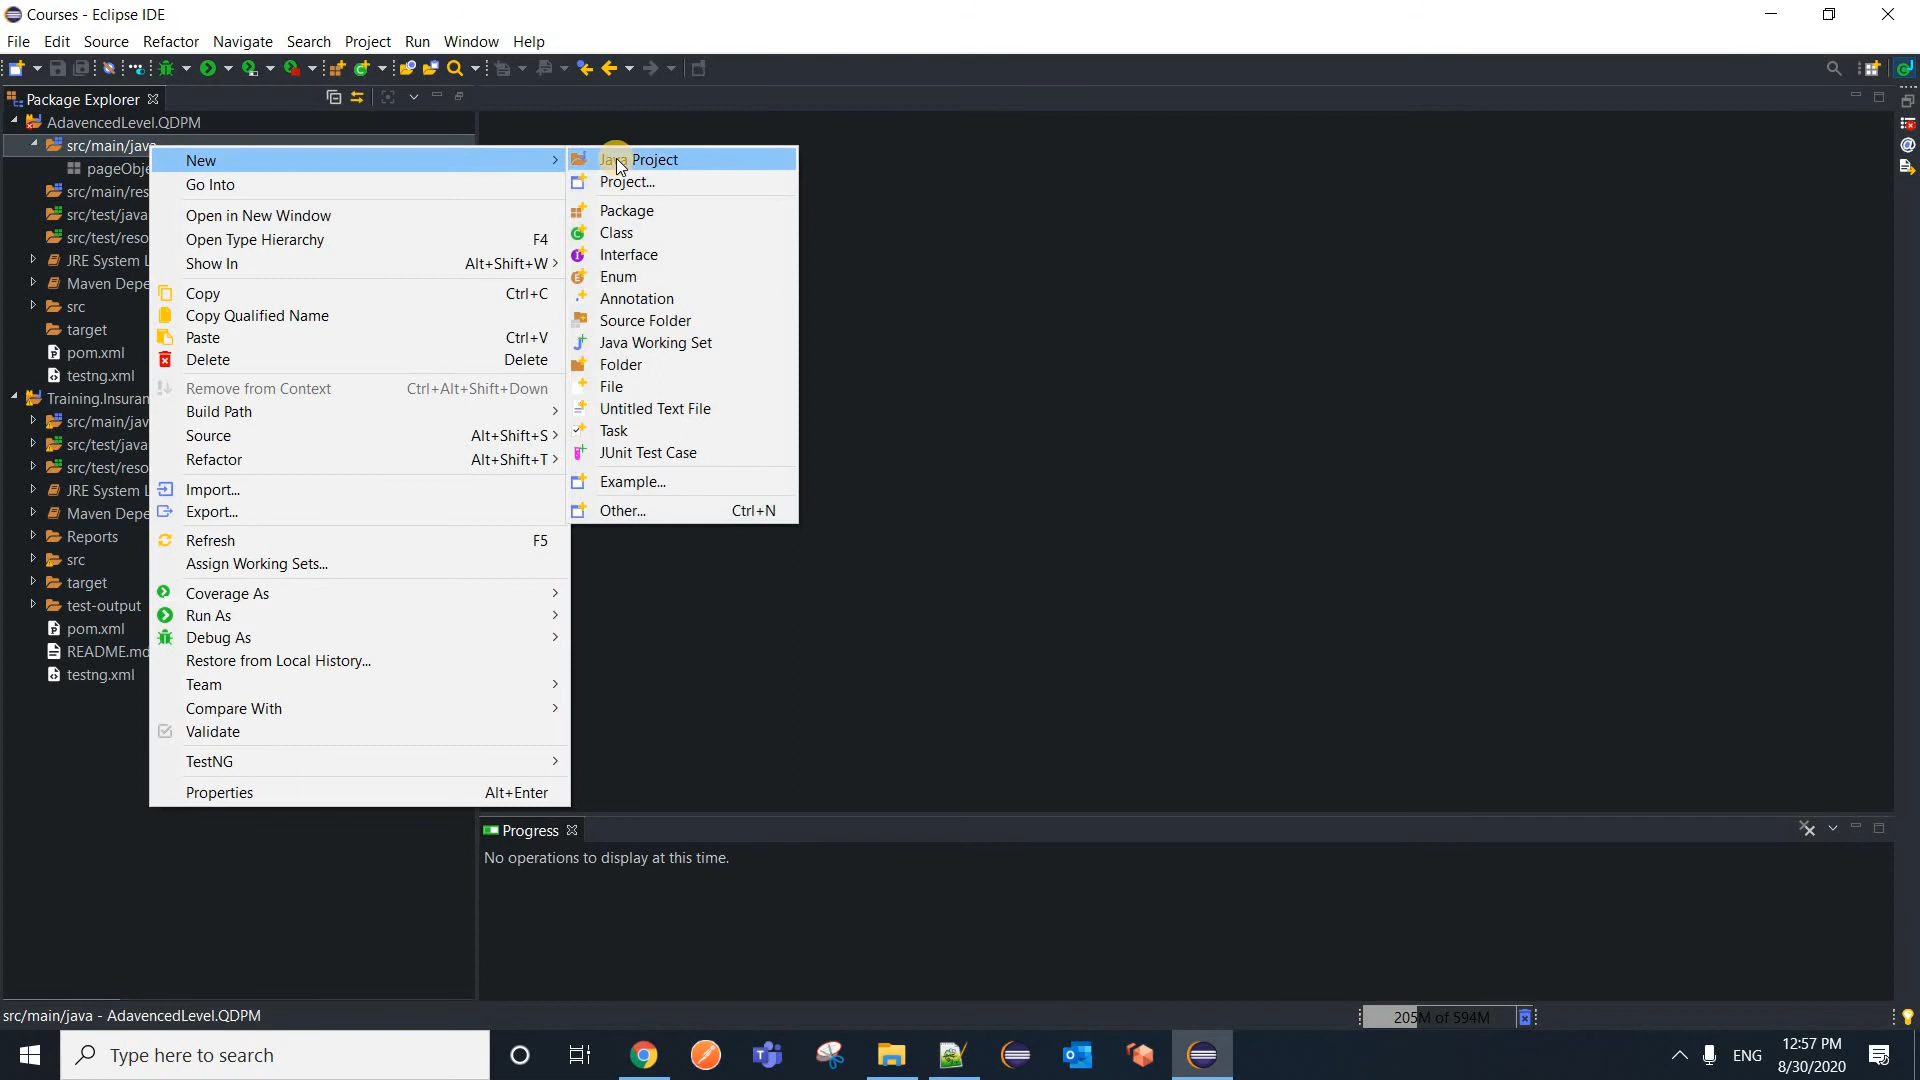 Courses - Eclipse IDE
File Edit Source Refactor Navigate Search Project Run Window Help
Package Explorer
AdavencedLevel.QDPM
src/main/java
pageObje
src/main/res
src/test/java
src/test/reso
JRE System L
Maven Depe
src
target
pom.xml
testng.xml
Training.Insuran
src/main/jav
src/test/java
src/test/reso
JRE System L
Maven Depe
Reports
src
target
test-output
pom.xml
README.md
testng.xml
New
Go Into
Open in New Window
Open Type Hierarchy F4
Show In Alt+Shift+W
Copy Ctrl+C
Copy Qualified Name
Paste Ctrl+V
Delete Delete
Remove from Context Ctrl+Alt+Shift+Down
Build Path
Source Alt+Shift+S
Refactor Alt+Shift+T
Import...
Export...
Refresh F5
Assign Working Sets...
Coverage As
Run As
Debug As
Restore from Local History...
Team
Compare With
Validate
TestNG
Properties Alt+Enter
Java Project
Project...
Package
Class
Interface
Enum
Annotation
Source Folder
Java Working Set
Folder
File
Untitled Text File
Task
JUnit Test Case
Example...
Other... Ctrl+N
Progress
No operations to display at this time.
src/main/java - AdavencedLevel.QDPM
205M of 594M
Type here to search
ENG
12:57 PM
8/30/2020